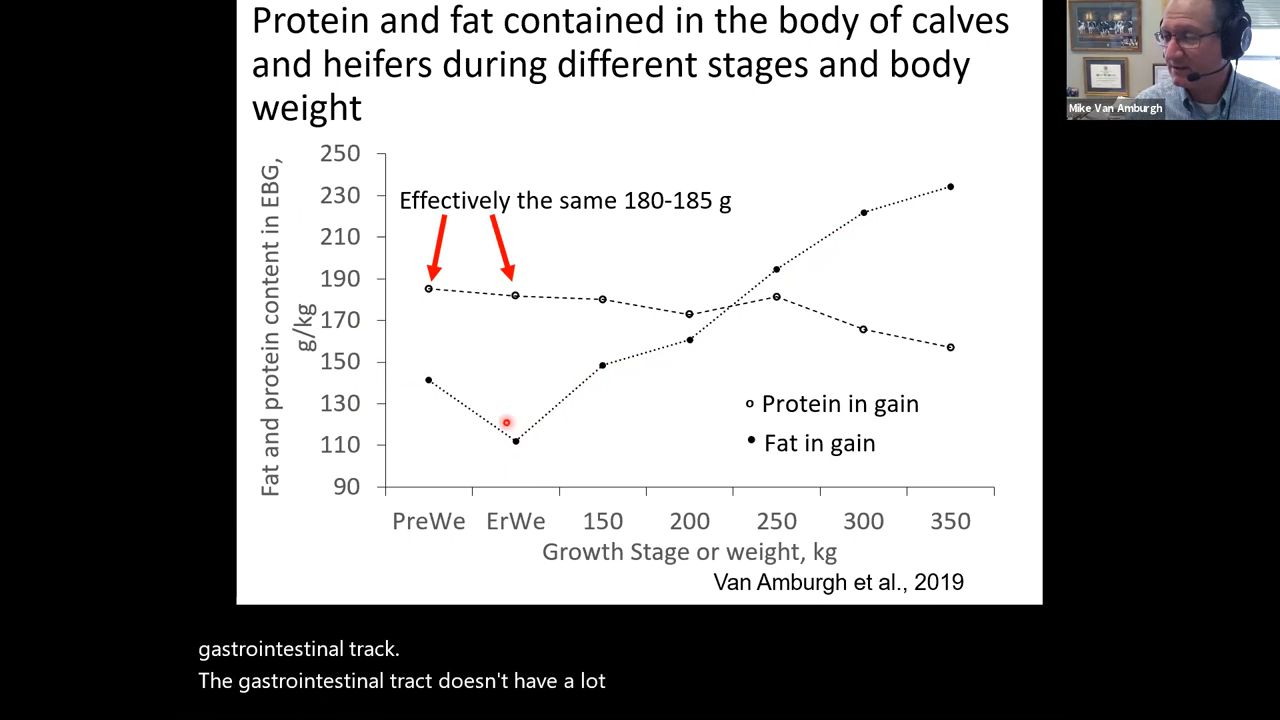 Protein and fat contained in the body of calves
and heifers during different stages and body
weight
Mike Van Amburgh
Fat and protein content in EBG,
g/kg
250
230
210
190
170
150
130
110
90
Effectively the same 180-185 g
Protein in gain
Fat in gain
PreWe ErWe 150 200 250 300 350
Growth Stage or weight, kg
Van Amburgh et al., 2019
gastrointestinal track.
The gastrointestinal tract doesn't have a lot